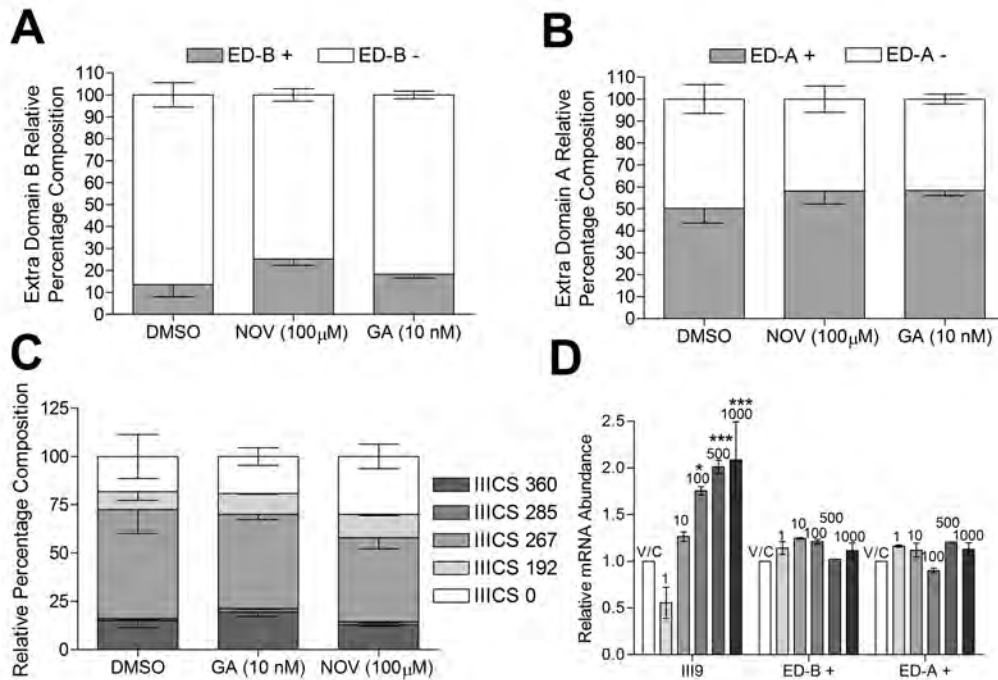 A
ED-B + ED-B -
Extra Domain B Relative
Percentage Composition
110
100
90
80
70
60
50
40
30
20
10
0
DMSO NOV (100µM) GA (10 nM)
B
ED-A + ED-A -
Extra Domain A Relative
Percentage Composition
110
100
90
80
70
60
50
40
30
20
10
0
DMSO NOV (100µM) GA (10 nM)
C
Relative Percentage Composition
125
100
75
50
25
0
DMSO GA (10 nM) NOV (100µM)
IIICS 360
IIICS 285
IIICS 267
IIICS 192
IIICS 0
D
Relative mRNA Abundance
2.5
2.0
1.5
1.0
0.5
0.0
V/C 1 10 * 100 *** 500 *** 1000
V/C 1 10 100 500 1000
V/C 1 10 100 500 1000
III9 ED-B + ED-A +